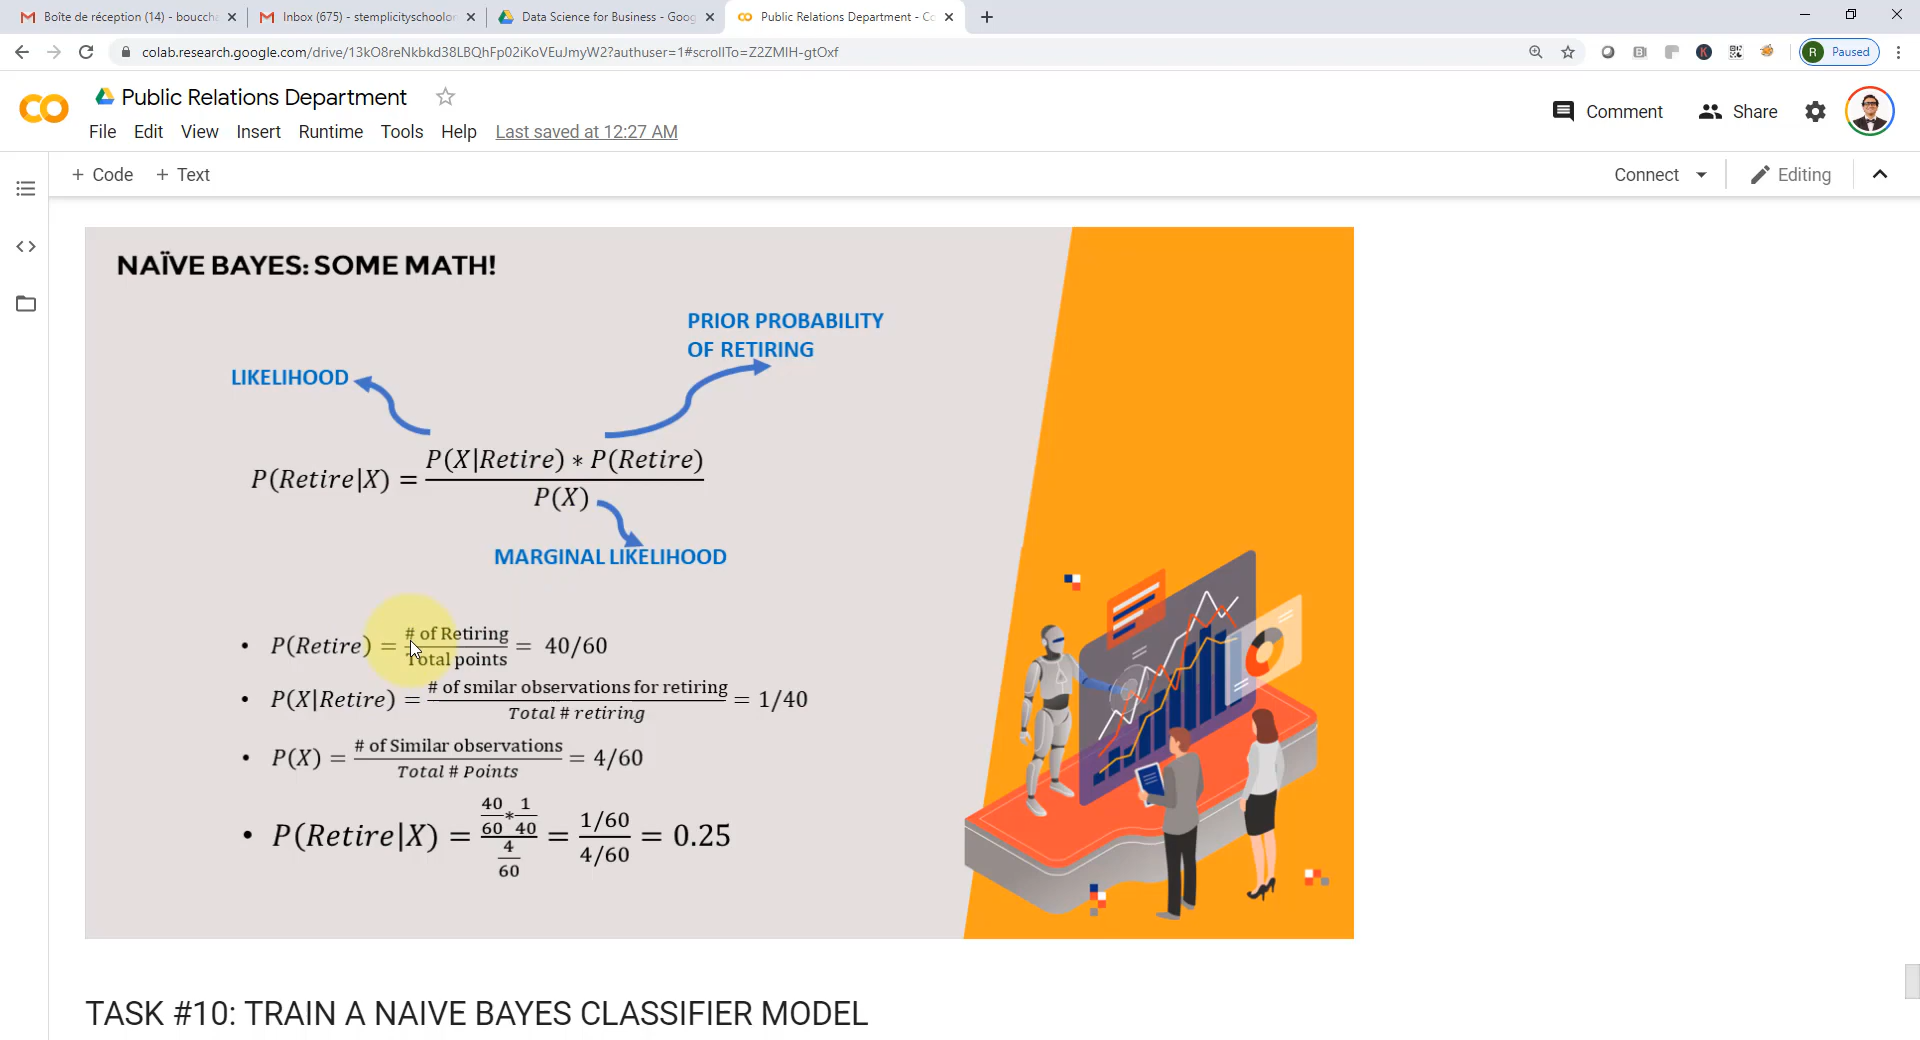 Boîte de réception (14) - boucch
Inbox (675) - stemplicityschoolor
Data Science for Business - Goog
Public Relations Department - Co
colab.research.google.com/drive/13kO8reNkbkd38LBQhFp02iKoVEuJmyW2?authuser=1#scrollTo=Z2ZMIH-gtOxf
K
R Paused
CO
Public Relations Department
Comment
Share
File Edit View Insert Runtime Tools Help Last saved at 12:27 AM
+ Code + Text
Connect
Editing
NAÏVE BAYES: SOME MATH!
PRIOR PROBABILITY
OF RETIRING
LIKELIHOOD
P(Retire|X) = P(X|Retire) ∗ P(Retire) / P(X)
MARGINAL LIKELIHOOD
• P(Retire) = # of Retiring / Total points = 40/60
• P(X|Retire) = # of smilar observations for retiring / Total # retiring = 1/40
• P(X) = # of Similar observations / Total # Points = 4/60
• P(Retire|X) = (40/60 ∗ 1/40) / (4/60) = (1/60) / (4/60) = 0.25
TASK #10: TRAIN A NAIVE BAYES CLASSIFIER MODEL